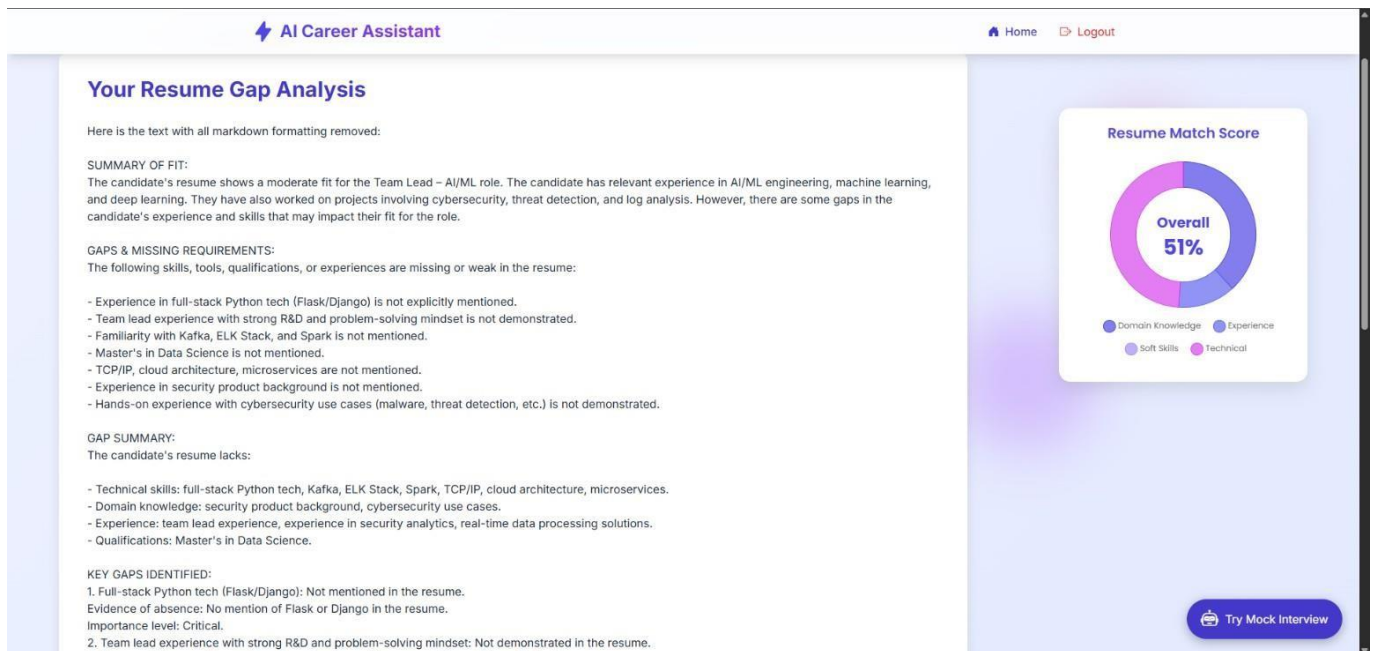 AI Career Assistant
Home Logout
Your Resume Gap Analysis
Here is the text with all markdown formatting removed:
SUMMARY OF FIT:
The candidate's resume shows a moderate fit for the Team Lead – AI/ML role. The candidate has relevant experience in AI/ML engineering, machine learning,
and deep learning. They have also worked on projects involving cybersecurity, threat detection, and log analysis. However, there are some gaps in the
candidate's experience and skills that may impact their fit for the role.
GAPS & MISSING REQUIREMENTS:
The following skills, tools, qualifications, or experiences are missing or weak in the resume:
- Experience in full-stack Python tech (Flask/Django) is not explicitly mentioned.
- Team lead experience with strong R&D and problem-solving mindset is not demonstrated.
- Familiarity with Kafka, ELK Stack, and Spark is not mentioned.
- Master's in Data Science is not mentioned.
- TCP/IP, cloud architecture, microservices are not mentioned.
- Experience in security product background is not mentioned.
- Hands-on experience with cybersecurity use cases (malware, threat detection, etc.) is not demonstrated.
GAP SUMMARY:
The candidate's resume lacks:
- Technical skills: full-stack Python tech, Kafka, ELK Stack, Spark, TCP/IP, cloud architecture, microservices.
- Domain knowledge: security product background, cybersecurity use cases.
- Experience: team lead experience, experience in security analytics, real-time data processing solutions.
- Qualifications: Master's in Data Science.
KEY GAPS IDENTIFIED:
1. Full-stack Python tech (Flask/Django): Not mentioned in the resume.
Evidence of absence: No mention of Flask or Django in the resume.
Importance level: Critical.
2. Team lead experience with strong R&D and problem-solving mindset: Not demonstrated in the resume.
Resume Match Score
Overall
51%
Domain Knowledge Experience
Soft Skills Technical
Try Mock Interview